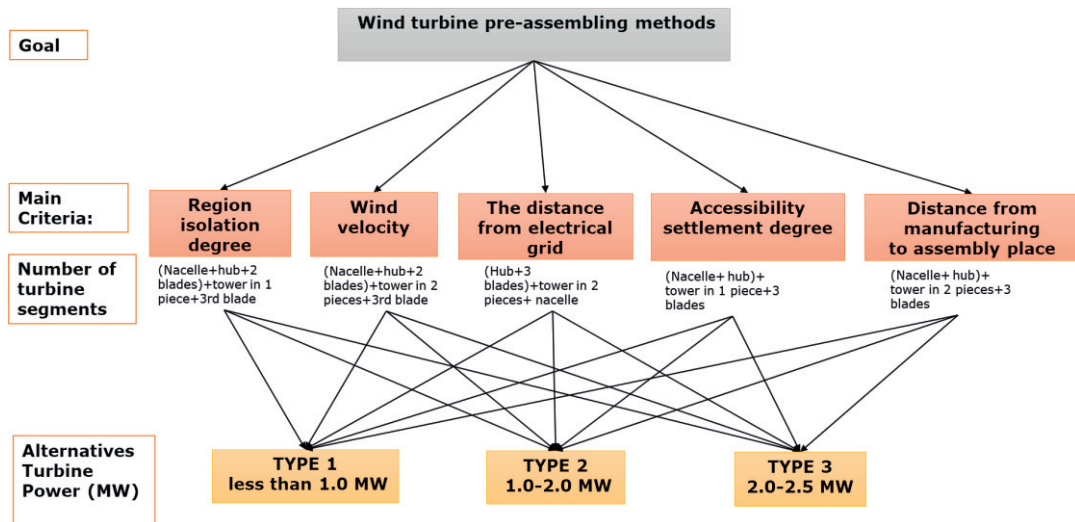 Wind turbine pre-assembling methods
Goal
Main
Criteria:
Region
isolation
degree
Wind
velocity
The distance
from electrical
grid
Accessibility
settlement degree
Distance from
manufacturing
to assembly place
Number of
turbine
segments
(Nacelle+hub+2
blades)+tower in 1
piece+3rd blade
(Nacelle+hub+2
blades)+tower in 2
pieces+3rd blade
(Hub+3
blades)+tower in 2
pieces+ nacelle
(Nacelle+ hub)+
tower in 1 piece+3
blades
(Nacelle+ hub)+
tower in 2 pieces+3
blades
Alternatives
Turbine
Power (MW)
TYPE 1
less than 1.0 MW
TYPE 2
1.0-2.0 MW
TYPE 3
2.0-2.5 MW